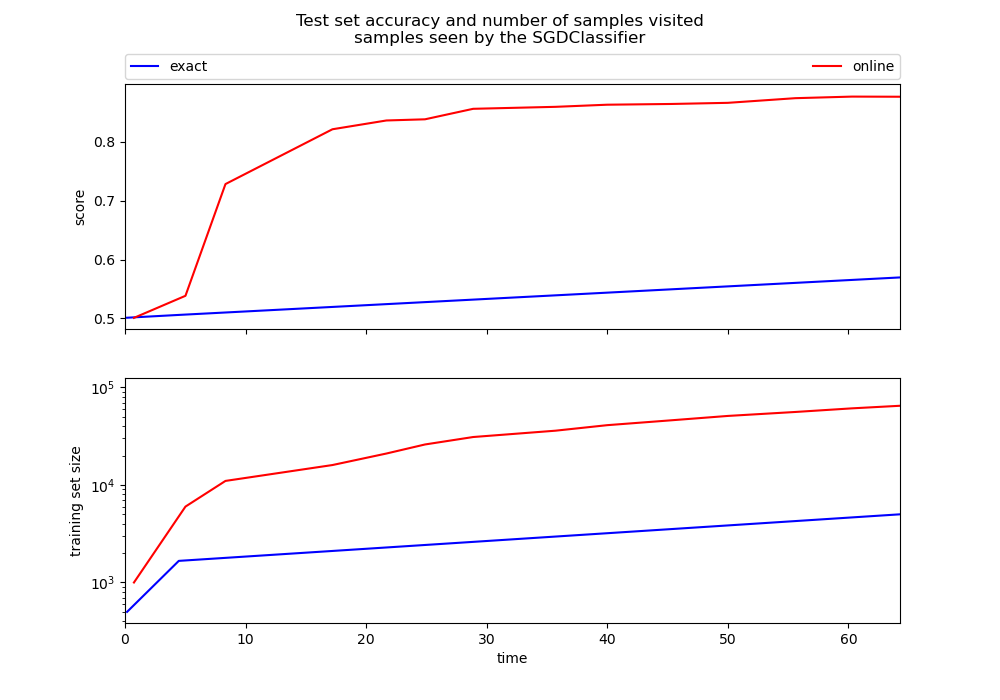 Test set accuracy and number of samples visited
samples seen by the SGDClassifier
exact
online
score
0.8
0.7
0.6
0.5
training set size
10^5
10^4
10^3
0 10 20 30 40 50 60
time